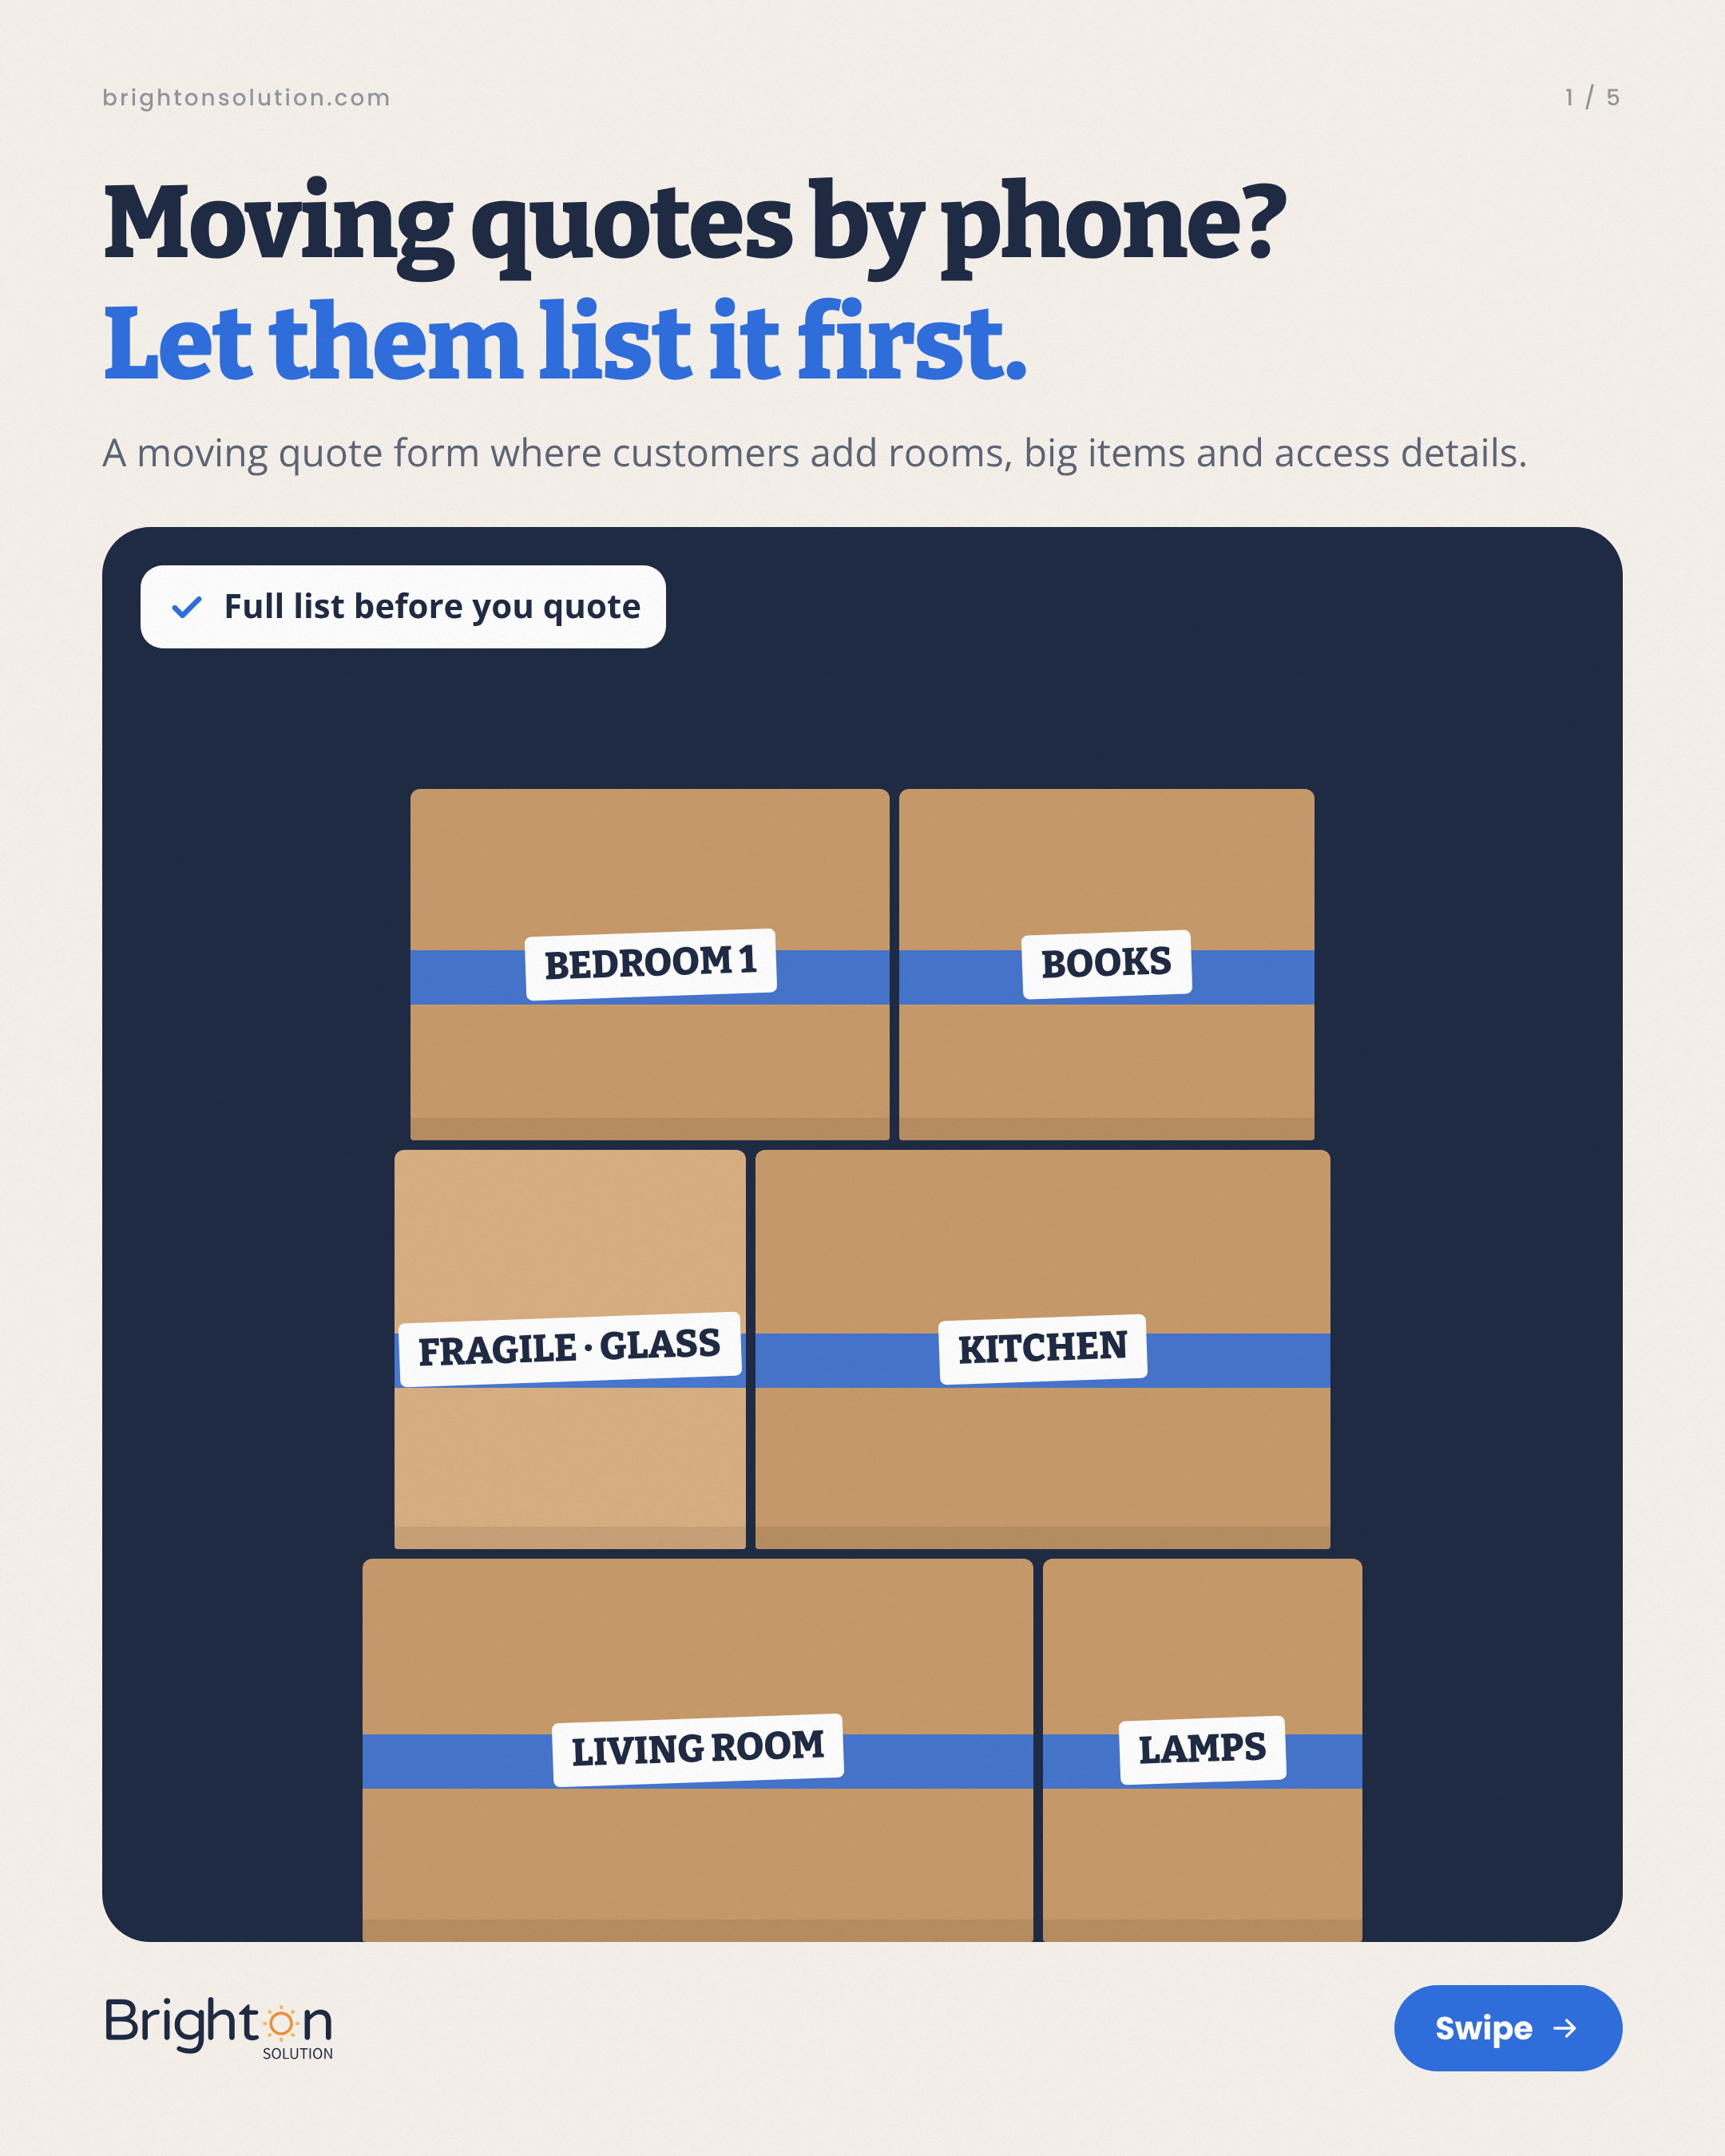 brightonsolution.com
1 / 5
Moving quotes by phone?
Let them list it first.
A moving quote form where customers add rooms, big items and access details.
Full list before you quote
BEDROOM 1
BOOKS
FRAGILE · GLASS
KITCHEN
LIVING ROOM
LAMPS
Brighton
SOLUTION
Swipe →